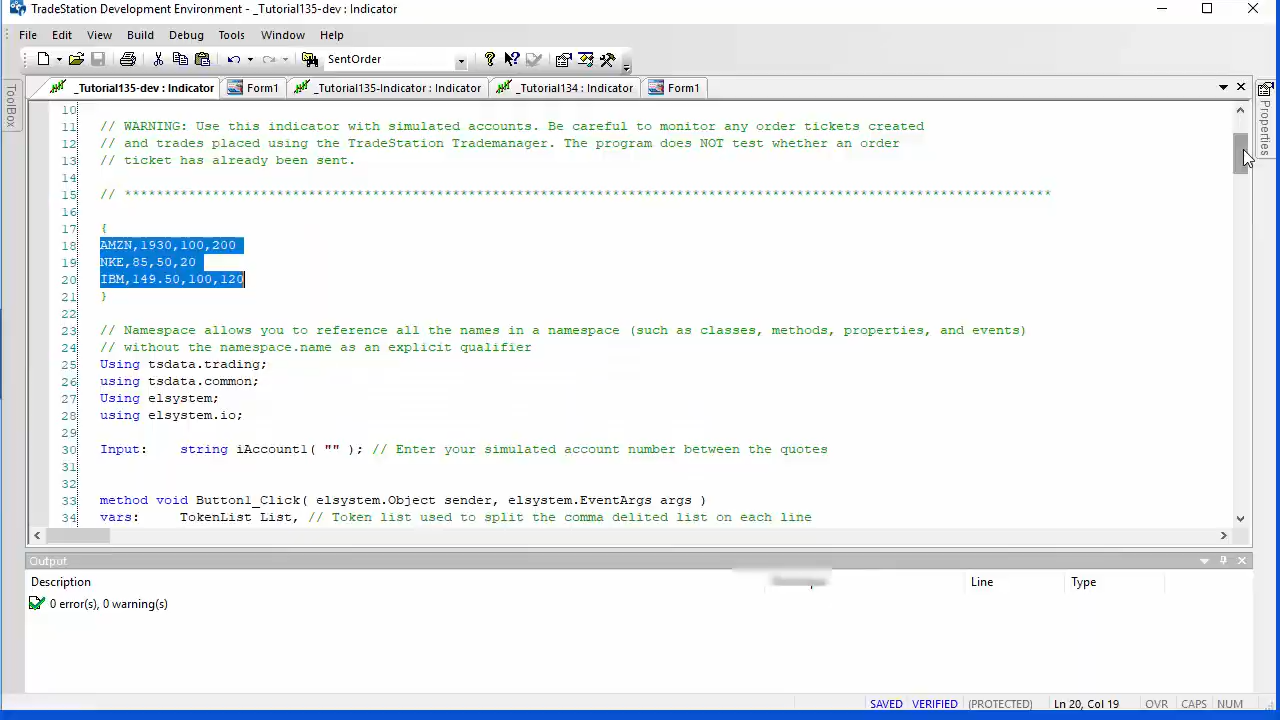 TradeStation Development Environment - _Tutorial135-dev : Indicator
File Edit View Build Debug Tools Window Help
SentOrder
_Tutorial135-dev : Indicator Form1 _Tutorial135-Indicator : Indicator _Tutorial134 : Indicator Form1
ToolBox
Properties
10
11 // WARNING: Use this indicator with simulated accounts. Be careful to monitor any order tickets created
12 // and trades placed using the TradeStation Trademanager. The program does NOT test whether an order
13 // ticket has already been sent.
14
15 // *******************************************************************************************************************
16
17 {
18 AMZN,1930,100,200
19 NKE,85,50,20
20 IBM,149.50,100,120
21 }
22
23 // Namespace allows you to reference all the names in a namespace (such as classes, methods, properties, and events)
24 // without the namespace.name as an explicit qualifier
25 Using tsdata.trading;
26 using tsdata.common;
27 Using elsystem;
28 using elsystem.io;
29
30 Input: string iAccount1( "" ); // Enter your simulated account number between the quotes
31
32
33 method void Button1_Click( elsystem.Object sender, elsystem.EventArgs args )
34 vars: TokenList List, // Token list used to split the comma delited list on each line
Output
Description Line Type
0 error(s), 0 warning(s)
SAVED VERIFIED (PROTECTED) Ln 20, Col 19 OVR CAPS NUM